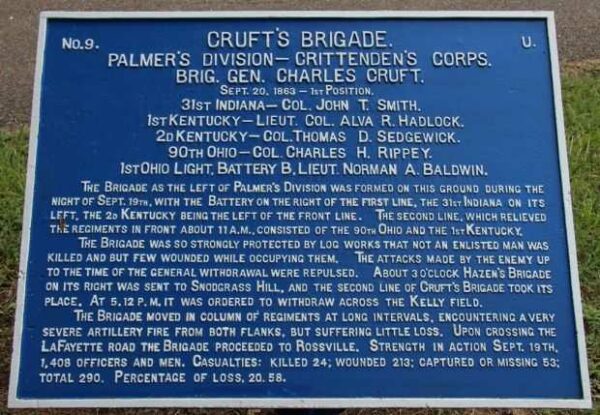 No. 9. CRUFT'S BRIGADE. U.
PALMER'S DIVISION — CRITTENDEN'S CORPS.
BRIG. GEN. CHARLES CRUFT.
SEPT. 20, 1863 — 1ST POSITION.
31ST INDIANA — COL. JOHN T. SMITH.
1ST KENTUCKY — LIEUT. COL. ALVA R. HADLOCK.
2D KENTUCKY — COL. THOMAS D. SEDGEWICK.
90TH OHIO — COL. CHARLES H. RIPPEY.
1ST OHIO LIGHT, BATTERY B, LIEUT. NORMAN A. BALDWIN.
THE BRIGADE AS THE LEFT OF PALMER'S DIVISION WAS FORMED ON THIS GROUND DURING THE
NIGHT OF SEPT. 19TH, WITH THE BATTERY ON THE RIGHT OF THE FIRST LINE, THE 31ST INDIANA ON ITS
LEFT, THE 2D KENTUCKY BEING THE LEFT OF THE FRONT LINE. THE SECOND LINE, WHICH RELIEVED
THE REGIMENTS IN FRONT ABOUT 11 A.M., CONSISTED OF THE 90TH OHIO AND THE 1ST KENTUCKY.
THE BRIGADE WAS SO STRONGLY PROTECTED BY LOG WORKS THAT NOT AN ENLISTED MAN WAS
KILLED AND BUT FEW WOUNDED WHILE OCCUPYING THEM. THE ATTACKS MADE BY THE ENEMY UP
TO THE TIME OF THE GENERAL WITHDRAWAL WERE REPULSED. ABOUT 3 O'CLOCK HAZEN'S BRIGADE
ON ITS RIGHT WAS SENT TO SNODGRASS HILL, AND THE SECOND LINE OF CRUFT'S BRIGADE TOOK ITS
PLACE. AT 5.12 P.M. IT WAS ORDERED TO WITHDRAW ACROSS THE KELLY FIELD.
THE BRIGADE MOVED IN COLUMN OF REGIMENTS AT LONG INTERVALS, ENCOUNTERING A VERY
SEVERE ARTILLERY FIRE FROM BOTH FLANKS, BUT SUFFERING LITTLE LOSS. UPON CROSSING THE
LAFAYETTE ROAD THE BRIGADE PROCEEDED TO ROSSVILLE. STRENGTH IN ACTION SEPT. 19TH,
1,408 OFFICERS AND MEN. CASUALTIES: KILLED 24; WOUNDED 213; CAPTURED OR MISSING 53;
TOTAL 290. PERCENTAGE OF LOSS, 20.58.